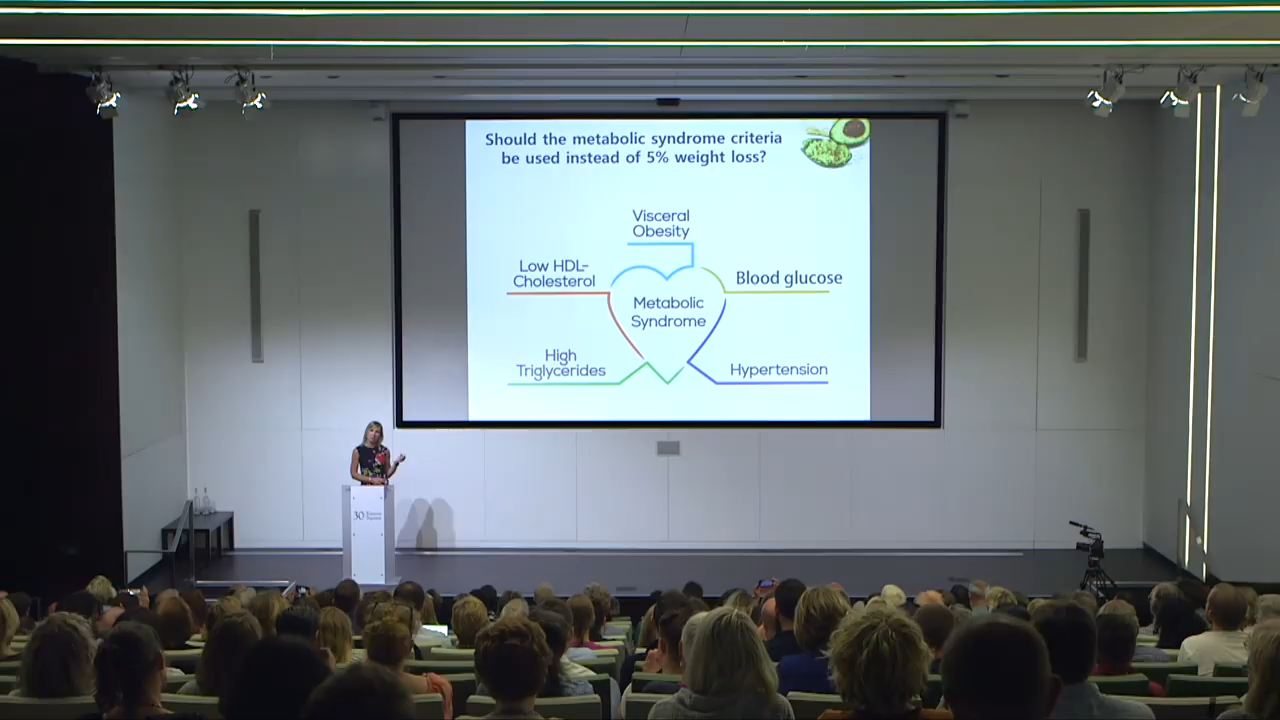 Should the metabolic syndrome criteria
be used instead of 5% weight loss?
Visceral
Obesity
Low HDL-
Cholesterol
Blood glucose
Metabolic
Syndrome
High
Triglycerides
Hypertension
30